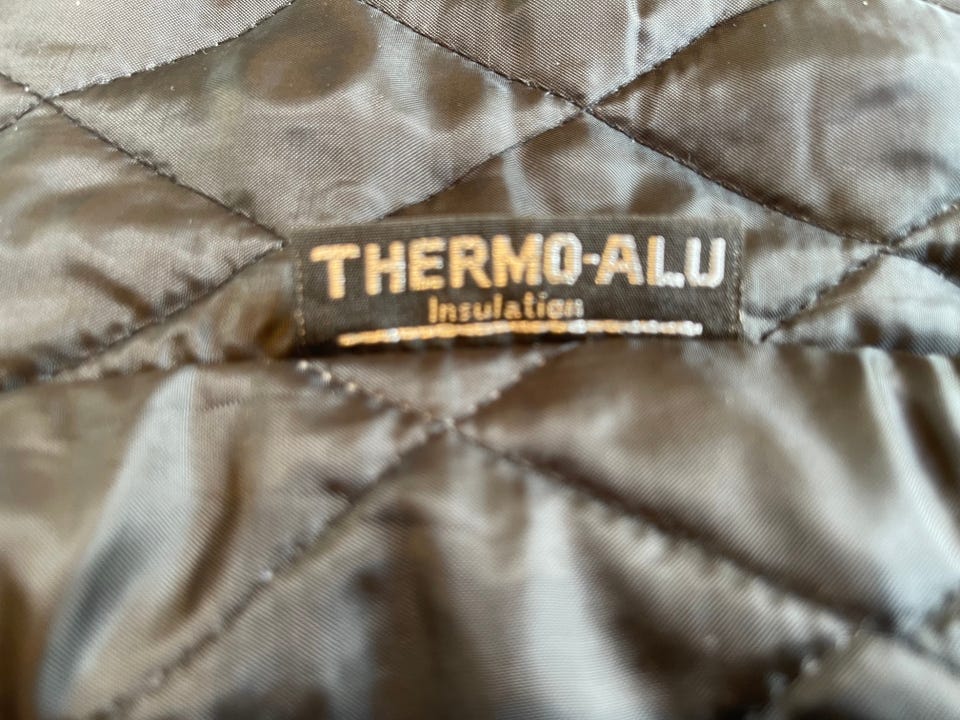 THERMO-ALU
Insulation